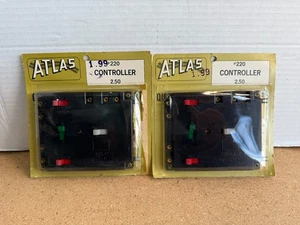 ATLAS
1.99 #220
CONTROLLER
2.50
ATLAS
#220
1.99 CONTROLLER
2.50